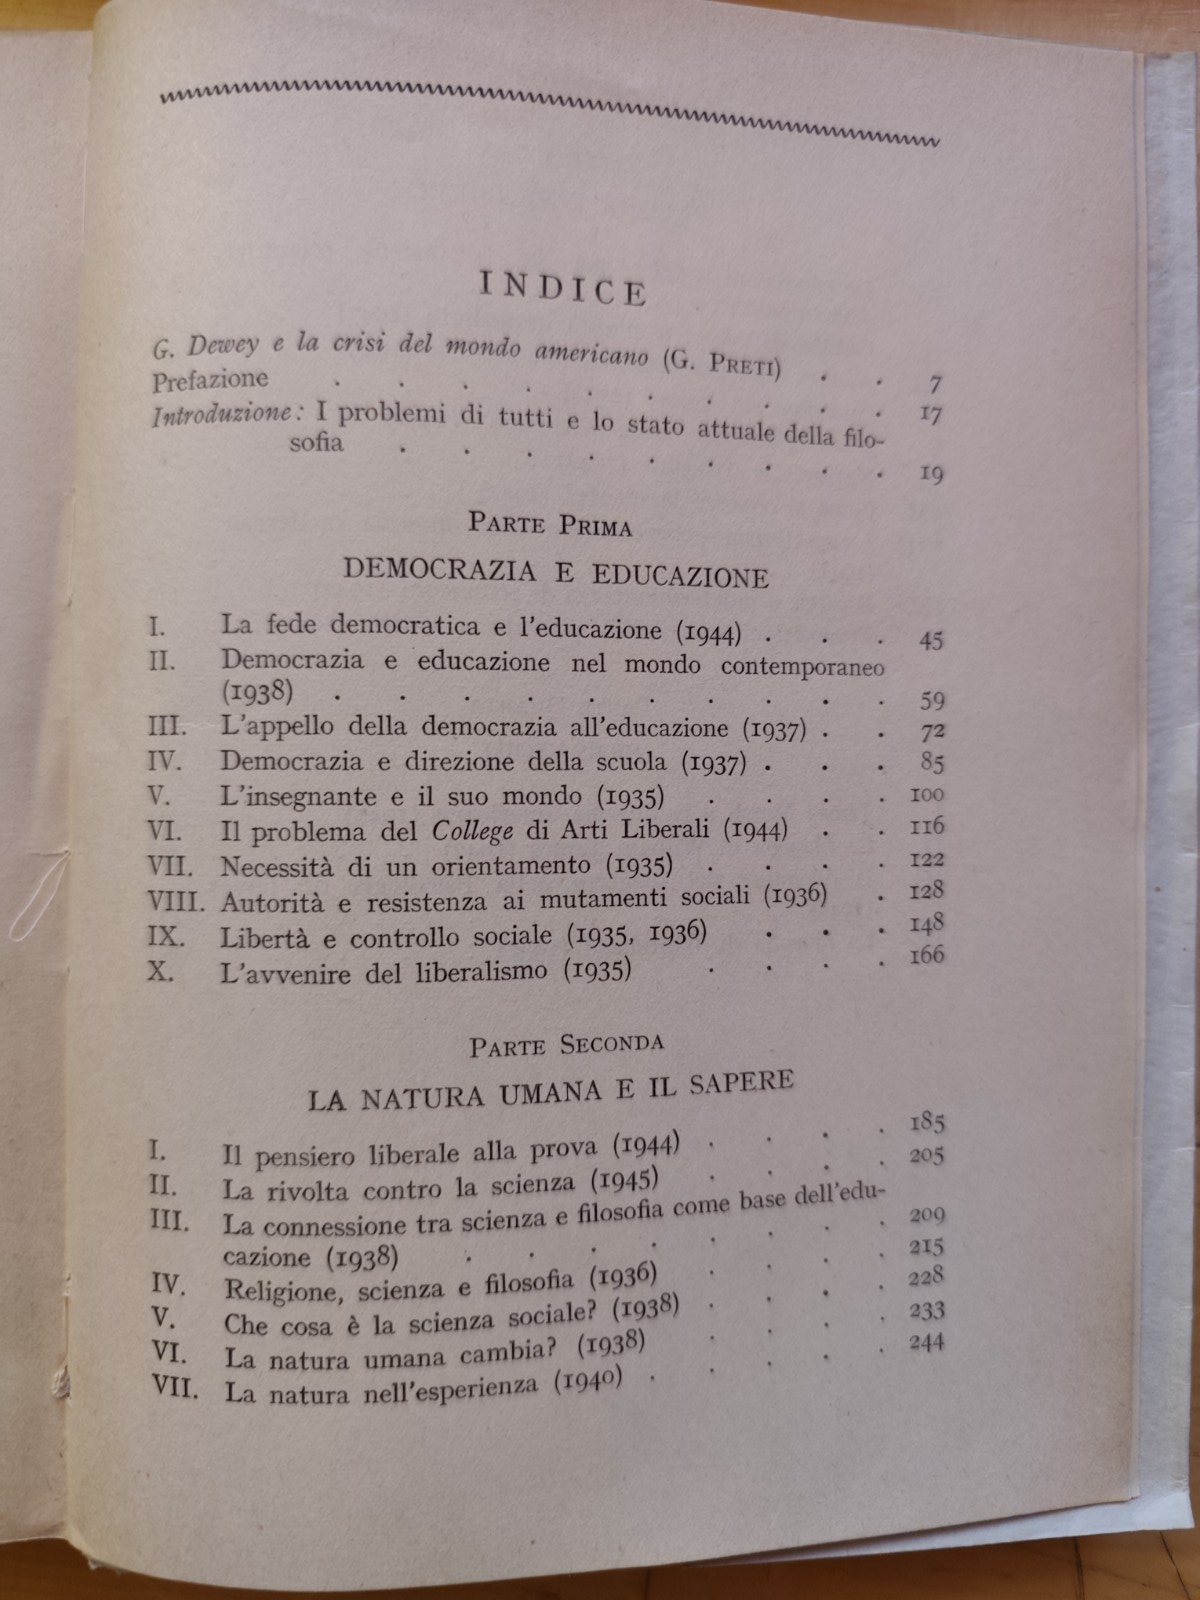 INDICE
G. Dewey e la crisi del mondo americano (G. PRETI) . . 7
Prefazione . . . . . . . . . . 17
Introduzione: I problemi di tutti e lo stato attuale della filo-
sofia . . . . . . . . . 19
PARTE PRIMA
DEMOCRAZIA E EDUCAZIONE
I. La fede democratica e l'educazione (1944) . . . 45
II. Democrazia e educazione nel mondo contemporaneo
(1938) . . . . . . . . . . 59
III. L'appello della democrazia all'educazione (1937) . . 72
IV. Democrazia e direzione della scuola (1937) . . . 85
V. L'insegnante e il suo mondo (1935) . . . . 100
VI. Il problema del College di Arti Liberali (1944) . . 116
VII. Necessità di un orientamento (1935) . . . . 122
VIII. Autorità e resistenza ai mutamenti sociali (1936) . 128
IX. Libertà e controllo sociale (1935, 1936) . . . 148
X. L'avvenire del liberalismo (1935) . . . . 166
PARTE SECONDA
LA NATURA UMANA E IL SAPERE
I. Il pensiero liberale alla prova (1944) . . . . 185
II. La rivolta contro la scienza (1945) . . . . 205
III. La connessione tra scienza e filosofia come base dell'edu-
cazione (1938) . . . . . . . . 209
IV. Religione, scienza e filosofia (1936) . . . . 215
V. Che cosa è la scienza sociale? (1938) . . . . 228
VI. La natura umana cambia? (1938) . . . . 233
VII. La natura nell'esperienza (1940) . . . . . 244